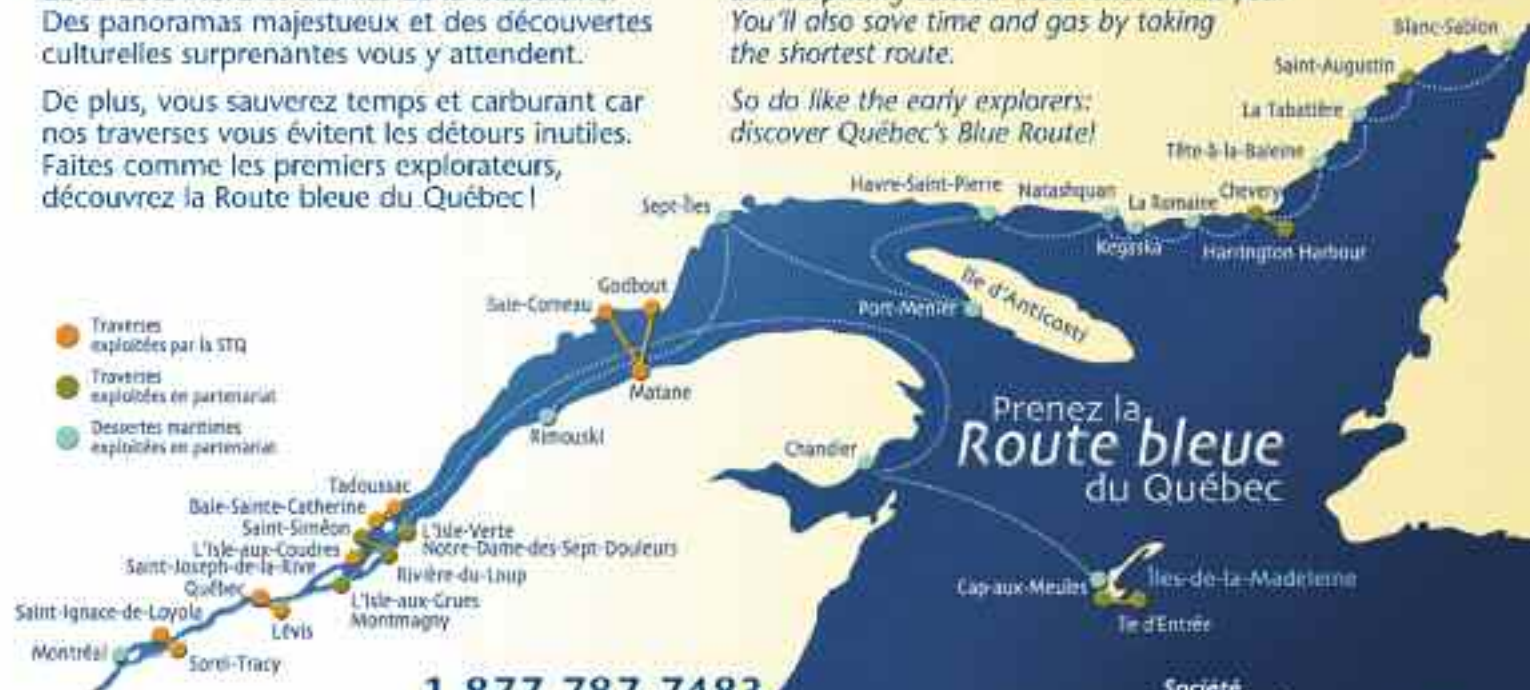 Des panoramas majestueux et des découvertes
culturelles surprenantes vous y attendent.
De plus, vous sauverez temps et carburant car
nos traverses vous évitent les détours inutiles.
Faites comme les premiers explorateurs,
découvrez la Route bleue du Québec !
You'll also save time and gas by taking
the shortest route.
So do like the early explorers:
discover Québec's Blue Route!
Blanc-Sablon
Saint-Augustin
La Tabatière
Tête-à-la-Baleine
Chevery
Havre-Saint-Pierre
Natashquan
La Romaine
Kegaska
Harrington Harbour
Sept-Îles
Île d'Anticosti
Port-Menier
Godbout
Baie-Comeau
Matane
Rimouski
Traverses
exploitées par la STQ
Traverses
exploitées en partenariat
Dessertes maritimes
exploitées en partenariat
Chandler
Prenez la
Route bleue
du Québec
Tadoussac
Baie-Sainte-Catherine
Saint-Siméon
L'Isle-aux-Coudres
Saint-Joseph-de-la-Rive
L'Isle-Verte
Notre-Dame-des-Sept-Douleurs
Rivière-du-Loup
L'Isle-aux-Grues
Montmagny
Québec
Lévis
Saint-Ignace-de-Loyola
Montréal
Sorel-Tracy
Cap-aux-Meules
Îles-de-la-Madeleine
Île d'Entrée
1 877 787-7483
Société